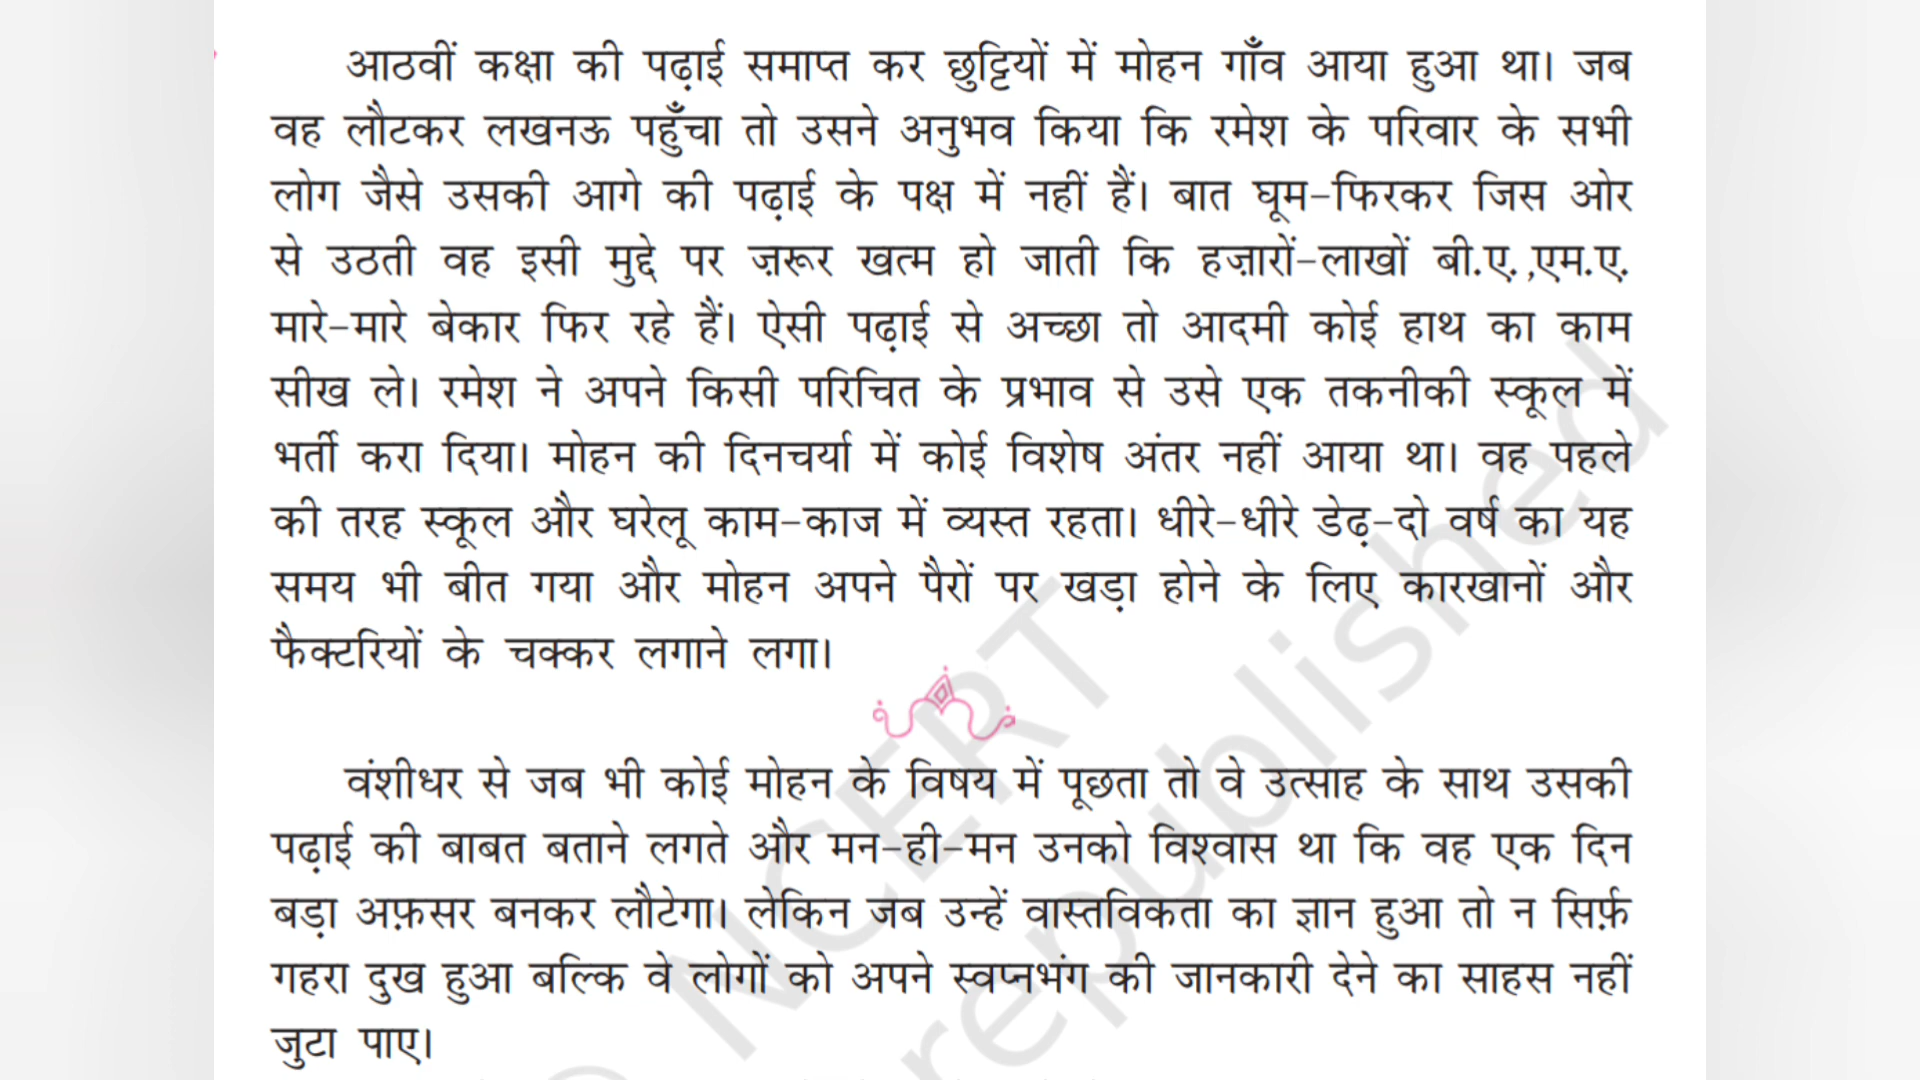 आठवीं कक्षा की पढ़ाई समाप्त कर छुट्टियों में मोहन गाँव आया हुआ था। जब
वह लौटकर लखनऊ पहुँचा तो उसने अनुभव किया कि रमेश के परिवार के सभी
लोग जैसे उसकी आगे की पढ़ाई के पक्ष में नहीं हैं। बात घूम-फिरकर जिस ओर
से उठती वह इसी मुद्दे पर ज़रूर खत्म हो जाती कि हज़ारों-लाखों बी.ए.,एम.ए.
मारे-मारे बेकार फिर रहे हैं। ऐसी पढ़ाई से अच्छा तो आदमी कोई हाथ का काम
सीख ले। रमेश ने अपने किसी परिचित के प्रभाव से उसे एक तकनीकी स्कूल में
भर्ती करा दिया। मोहन की दिनचर्या में कोई विशेष अंतर नहीं आया था। वह पहले
की तरह स्कूल और घरेलू काम-काज में व्यस्त रहता। धीरे-धीरे डेढ़-दो वर्ष का यह
समय भी बीत गया और मोहन अपने पैरों पर खड़ा होने के लिए कारखानों और
फैक्टरियों के चक्कर लगाने लगा।
वंशीधर से जब भी कोई मोहन के विषय में पूछता तो वे उत्साह के साथ उसकी
पढ़ाई की बाबत बताने लगते और मन-ही-मन उनको विश्वास था कि वह एक दिन
बड़ा अफ़सर बनकर लौटेगा। लेकिन जब उन्हें वास्तविकता का ज्ञान हुआ तो न सिर्फ़
गहरा दुख हुआ बल्कि वे लोगों को अपने स्वप्नभंग की जानकारी देने का साहस नहीं
जुटा पाए।
© NCERT
republished